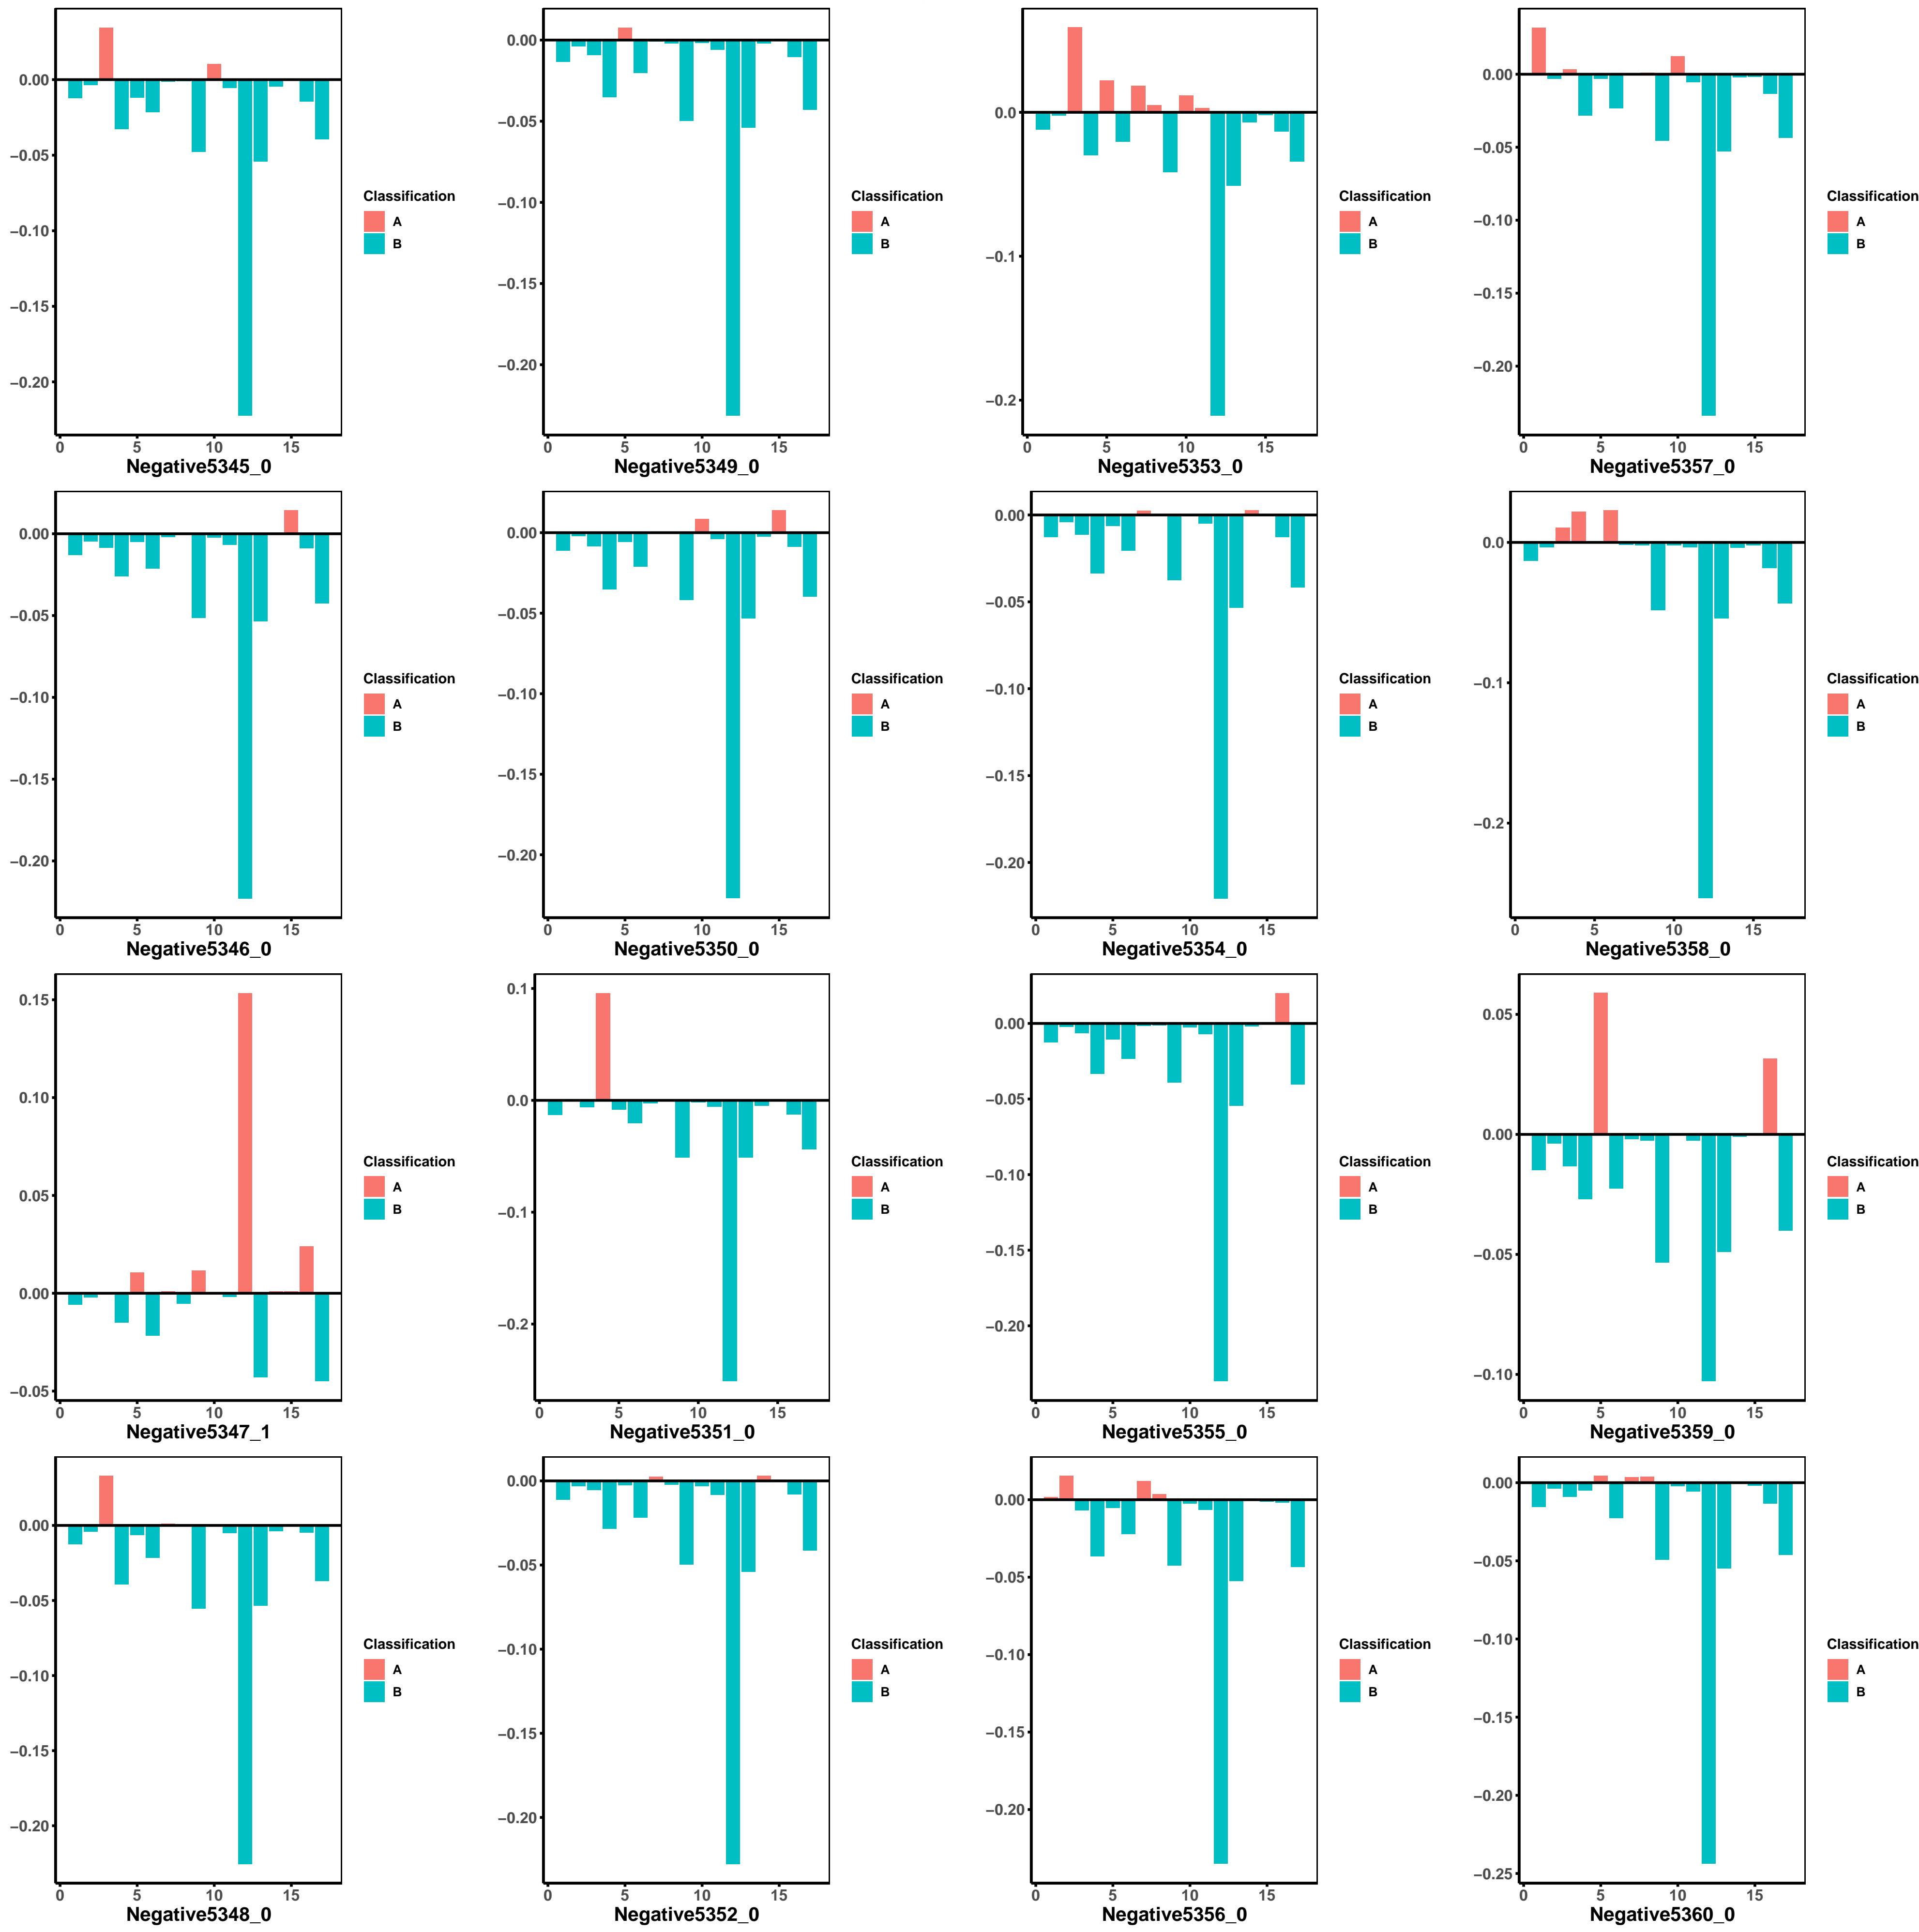 0.00
−0.05
−0.10
−0.15
−0.20
0 5 10 15
Negative5345_0
Classification
A
B
0.00
−0.05
−0.10
−0.15
−0.20
0 5 10 15
Negative5349_0
Classification
A
B
0.0
−0.1
−0.2
0 5 10 15
Negative5353_0
Classification
A
B
0.00
−0.05
−0.10
−0.15
−0.20
0 5 10 15
Negative5357_0
Classification
A
B
0.00
−0.05
−0.10
−0.15
−0.20
0 5 10 15
Negative5346_0
Classification
A
B
0.00
−0.05
−0.10
−0.15
−0.20
0 5 10 15
Negative5350_0
Classification
A
B
0.00
−0.05
−0.10
−0.15
−0.20
0 5 10 15
Negative5354_0
Classification
A
B
0.0
−0.1
−0.2
0 5 10 15
Negative5358_0
Classification
A
B
0.15
0.10
0.05
0.00
−0.05
0 5 10 15
Negative5347_1
Classification
A
B
0.1
0.0
−0.1
−0.2
0 5 10 15
Negative5351_0
Classification
A
B
0.00
−0.05
−0.10
−0.15
−0.20
0 5 10 15
Negative5355_0
Classification
A
B
0.05
0.00
−0.05
−0.10
0 5 10 15
Negative5359_0
Classification
A
B
0.00
−0.05
−0.10
−0.15
−0.20
0 5 10 15
Negative5348_0
Classification
A
B
0.00
−0.05
−0.10
−0.15
−0.20
0 5 10 15
Negative5352_0
Classification
A
B
0.00
−0.05
−0.10
−0.15
−0.20
0 5 10 15
Negative5356_0
Classification
A
B
0.00
−0.05
−0.10
−0.15
−0.20
−0.25
0 5 10 15
Negative5360_0
Classification
A
B